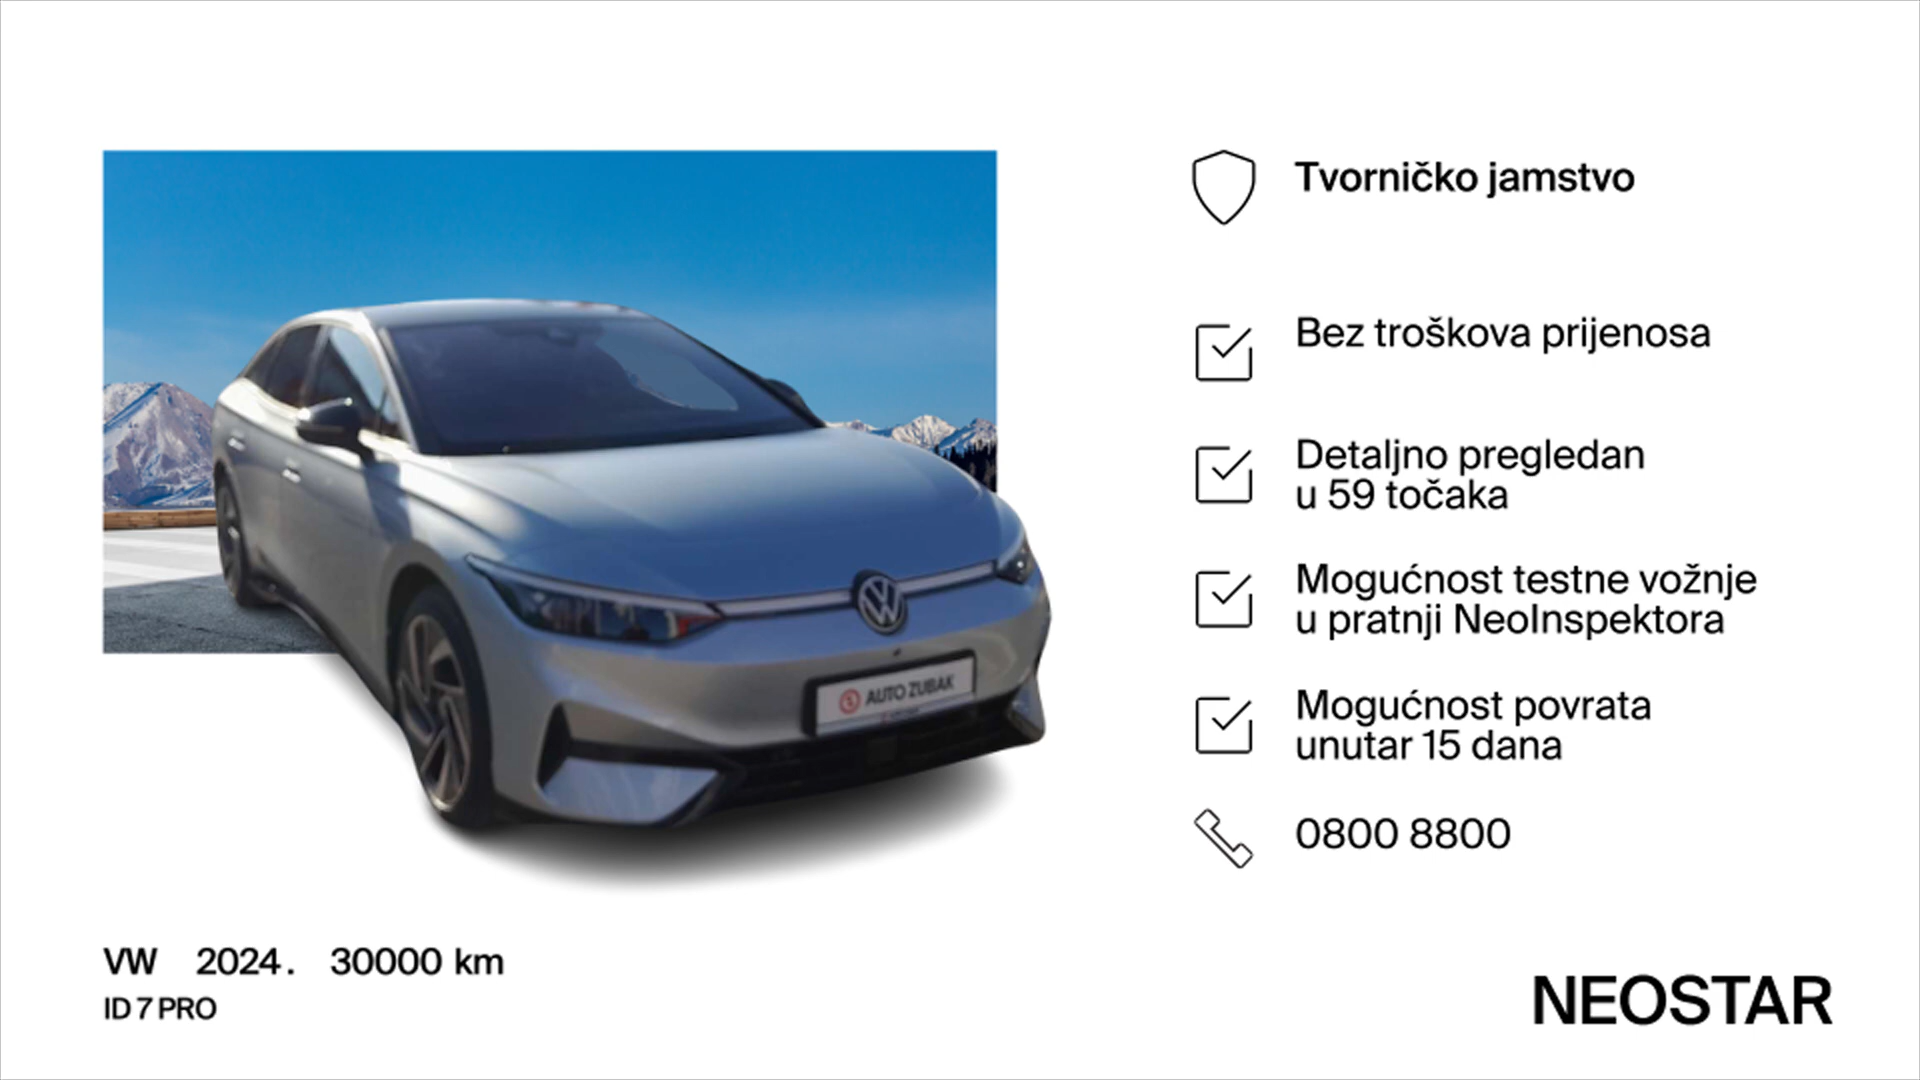 Tvorničko jamstvo
Bez troškova prijenosa
Detaljno pregledan
u 59 točaka
Mogućnost testne vožnje
u pratnji NeoInspektora
Mogućnost povrata
unutar 15 dana
0800 8800
AUTO ZUBAK
VW 2024. 30000 km
ID 7 PRO
NEOSTAR